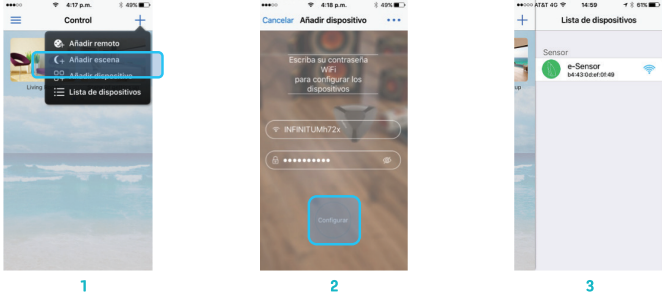 4:17 p.m.
49%
Control
Añadir remoto
Añadir escena
Añadir dispositivo
Lista de dispositivos
Living
1
4:18 p.m.
49%
Cancelar Añadir dispositivo
Escriba su contraseña
WiFi
para configurar los
dispositivos
INFINITUMh72x
Configurar
2
AT&T 4G
14:59
61%
Lista de dispositivos
Sensor
e-Sensor
b4:43:0d:ef:0f:49
up
3